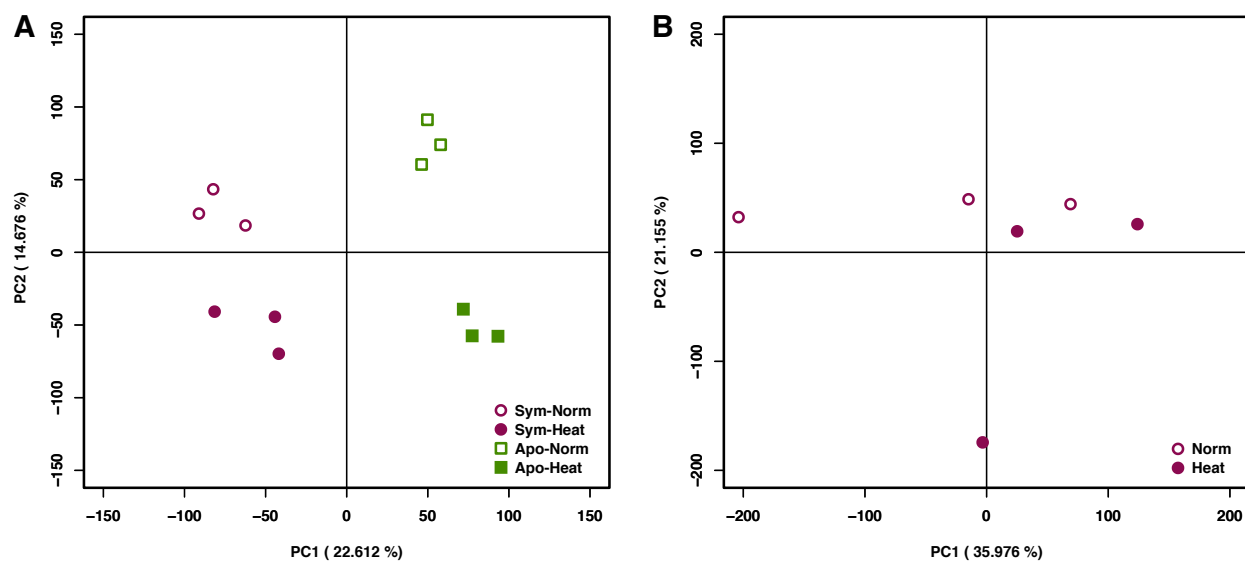 A
150
100
50
0
−50
−100
−150
PC2 ( 14.676 %)
−150
−100
−50
0
50
100
150
PC1 ( 22.612 %)
Sym-Norm
Sym-Heat
Apo-Norm
Apo-Heat
B
200
100
0
−100
−200
PC2 ( 21.155 %)
−200
−100
0
100
200
PC1 ( 35.976 %)
Norm
Heat